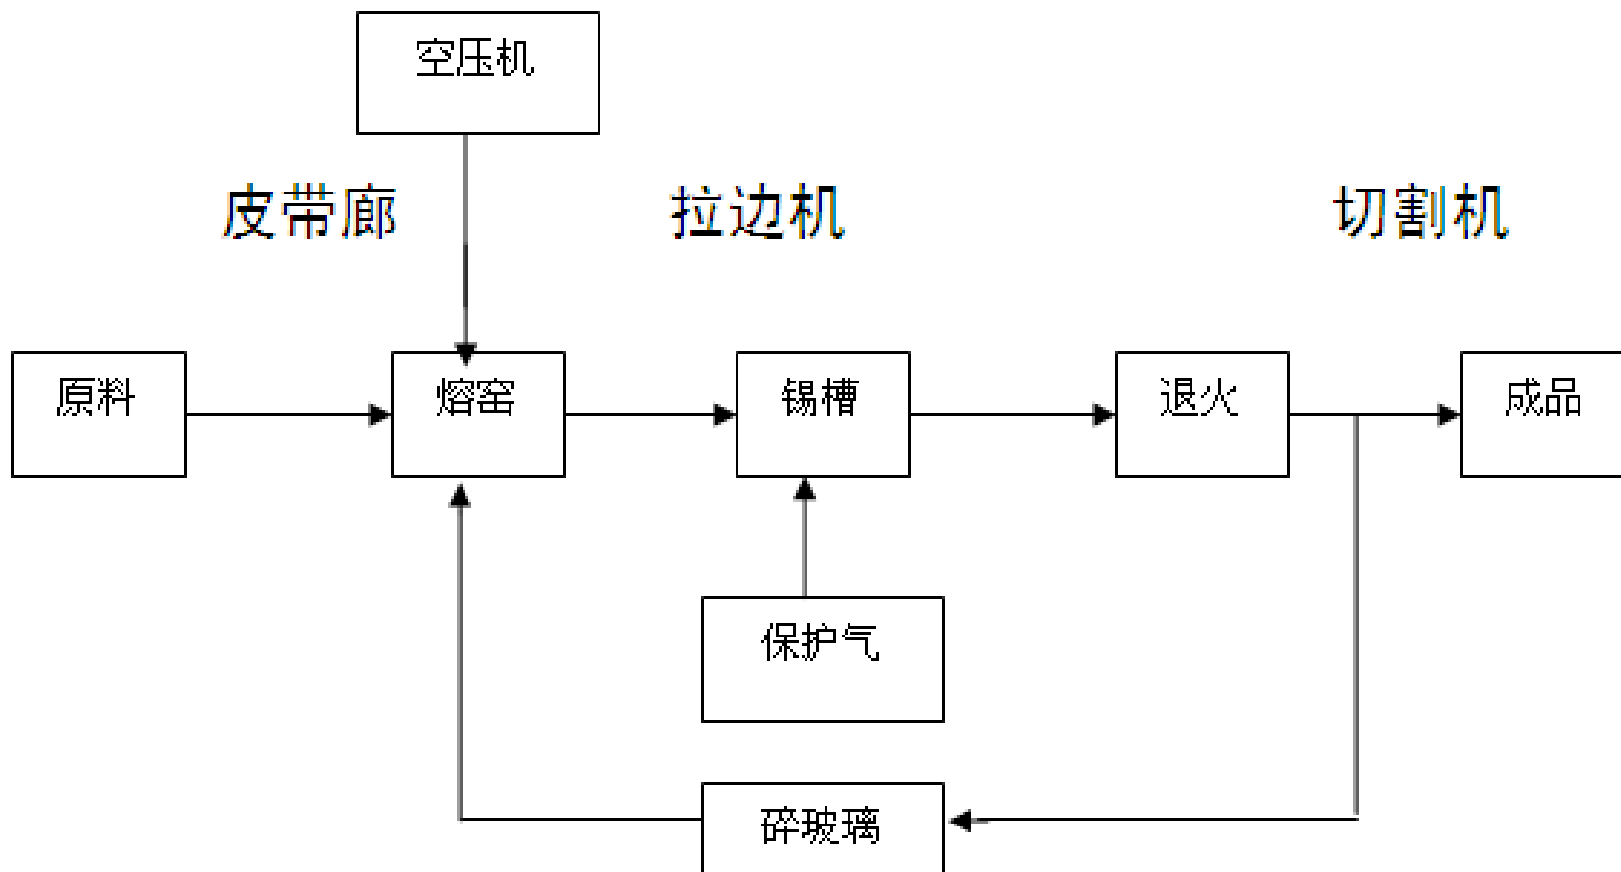 空压机
皮带廊 拉边机 切割机
原料 熔窑 锡槽 退火 成品
保护气
碎玻璃